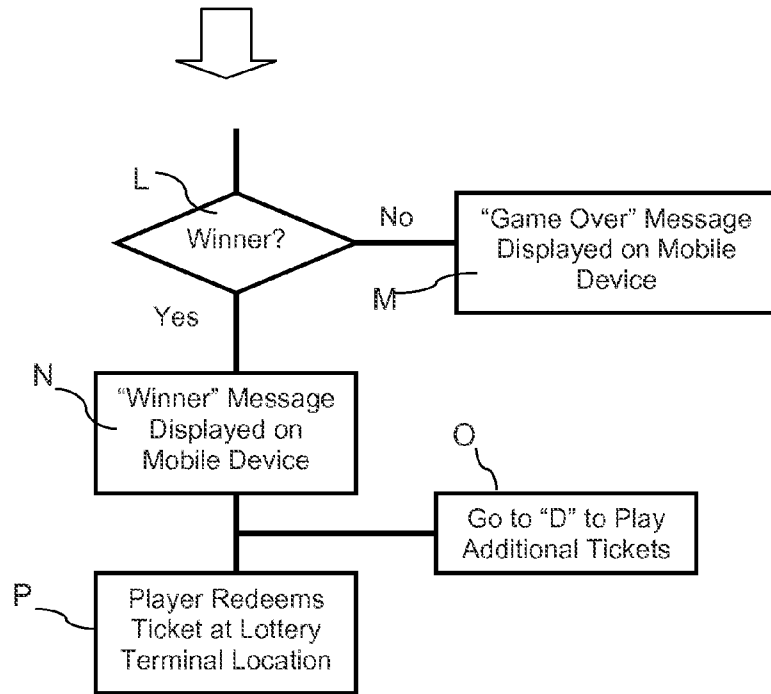 L
Winner?
No
"Game Over" Message
Displayed on Mobile
Device
M
Yes
N
"Winner" Message
Displayed on
Mobile Device
O
Go to "D" to Play
Additional Tickets
P
Player Redeems
Ticket at Lottery
Terminal Location